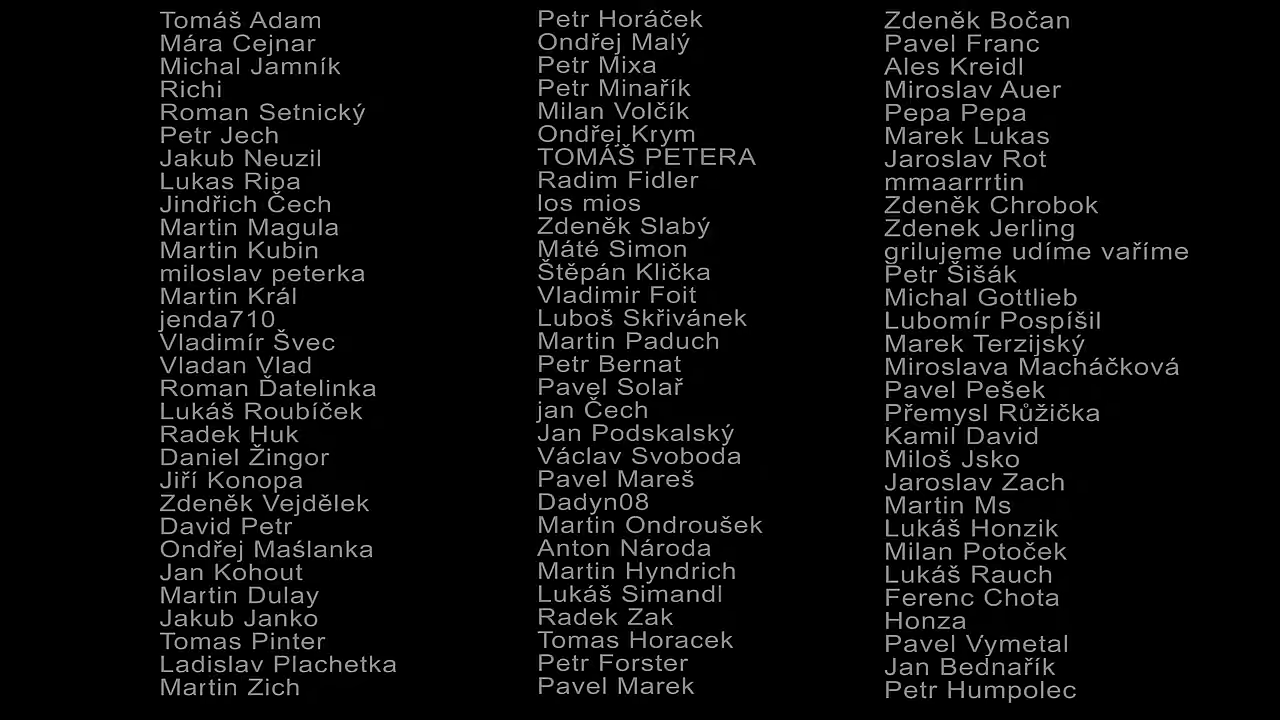 Tomáš Adam
Mára Cejnar
Michal Jamník
Richi
Roman Setnický
Petr Jech
Jakub Neuzil
Lukas Ripa
Jindřich Čech
Martin Magula
Martin Kubin
miloslav peterka
Martin Král
jenda710
Vladimír Švec
Vladan Vlad
Roman Ďatelinka
Lukáš Roubíček
Radek Huk
Daniel Žingor
Jiří Konopa
Zdeněk Vejdělek
David Petr
Ondřej Maślanka
Jan Kohout
Martin Dulay
Jakub Janko
Tomas Pinter
Ladislav Plachetka
Martin Zich
Petr Horáček
Ondřej Malý
Petr Mixa
Petr Minařík
Milan Volčík
Ondřej Krym
TOMÁŠ PETERA
Radim Fidler
los mios
Zdeněk Slabý
Máté Simon
Štěpán Klička
Vladimir Foit
Luboš Skřivánek
Martin Paduch
Petr Bernat
Pavel Solař
jan Čech
Jan Podskalský
Václav Svoboda
Pavel Mareš
Dadyn08
Martin Ondroušek
Anton Národa
Martin Hyndrich
Lukáš Simandl
Radek Zak
Tomas Horacek
Petr Forster
Pavel Marek
Zdeněk Bočan
Pavel Franc
Ales Kreidl
Miroslav Auer
Pepa Pepa
Marek Lukas
Jaroslav Rot
mmaarrrtin
Zdeněk Chrobok
Zdenek Jerling
grilujeme udíme vaříme
Petr Šišák
Michal Gottlieb
Lubomír Pospíšil
Marek Terzijský
Miroslava Macháčková
Pavel Pešek
Přemysl Růžička
Kamil David
Miloš Jsko
Jaroslav Zach
Martin Ms
Lukáš Honzik
Milan Potoček
Lukáš Rauch
Ferenc Chota
Honza
Pavel Vymetal
Jan Bednařík
Petr Humpolec